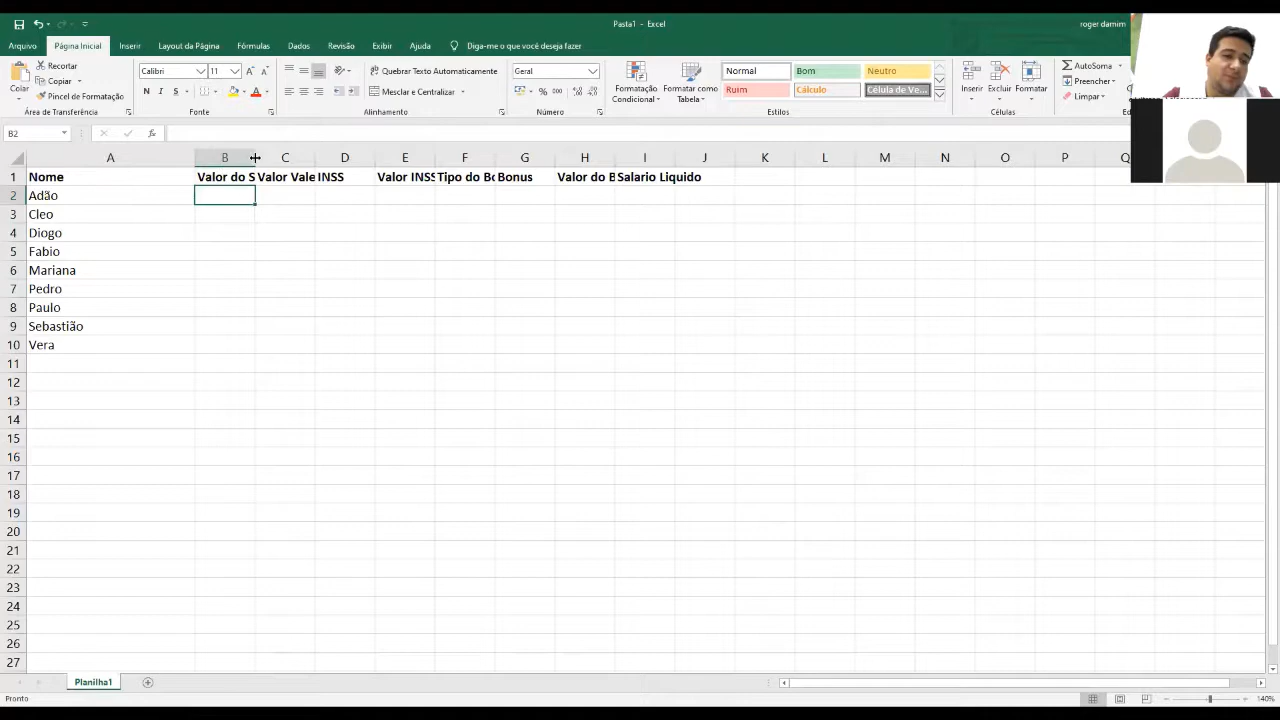 Pasta1 - Excel
roger damim
Arquivo Página Inicial Inserir Layout da Página Fórmulas Dados Revisão Exibir Ajuda Diga-me o que você deseja fazer
Recortar
Copiar
Pincel de Formatação
Colar
Calibri 11
N I S
Quebrar Texto Automaticamente
Mesclar e Centralizar
Geral
% 000
Formatação Condicional
Formatar como Tabela
Normal Bom Neutro
Ruim Cálculo Célula de Ve...
Inserir Excluir Formatar
AutoSoma
Preencher
Limpar
Fonte Alinhamento Número Estilos Células
B2 fx
A B C D E F G H I J K L M N O P Q
1 Nome Valor do S Valor Vale INSS Valor INSS Tipo do Bo Bonus Valor do B Salario Liquido
2 Adão
3 Cleo
4 Diogo
5 Fabio
6 Mariana
7 Pedro
8 Paulo
9 Sebastião
10 Vera
11
12
13
14
15
16
17
18
19
20
21
22
23
24
25
26
27
Planilha1
Pronto
140%